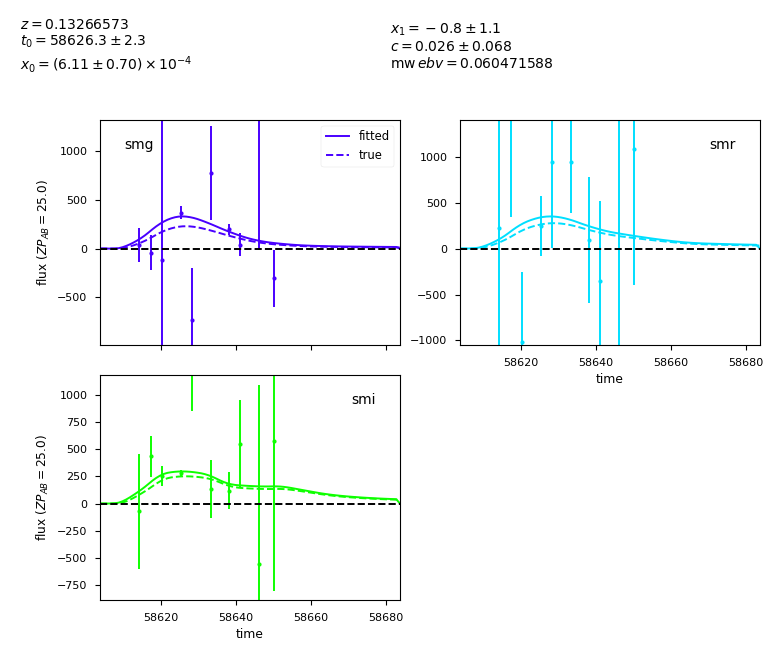 z = 0.13266573
t₀ = 58626.3 ± 2.3
x₀ = (6.11 ± 0.70) × 10⁻⁴
x₁ = −0.8 ± 1.1
c = 0.026 ± 0.068
mw ebv = 0.060471588
smg
fitted
true
1000
500
0
−500
flux (ZP_AB = 25.0)
smr
1000
500
0
−500
−1000
58620 58640 58660 58680
time
smi
1000
750
500
250
0
−250
−500
−750
flux (ZP_AB = 25.0)
58620 58640 58660 58680
time